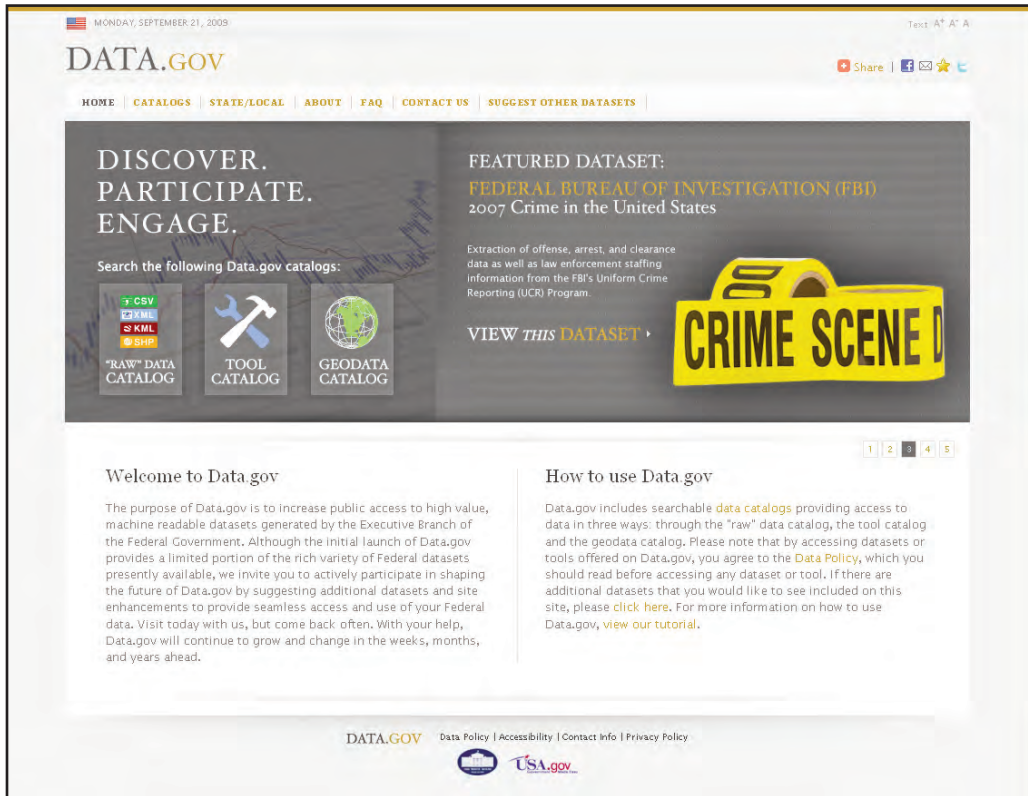 MONDAY, SEPTEMBER 21, 2009
Text A+ A- A
DATA.GOV
Share |
HOME | CATALOGS | STATE/LOCAL | ABOUT | FAQ | CONTACT US | SUGGEST OTHER DATASETS |
DISCOVER.
PARTICIPATE.
ENGAGE.
Search the following Data.gov catalogs:
CSV
XML
KML
SHP
"RAW" DATA
CATALOG
TOOL
CATALOG
GEODATA
CATALOG
FEATURED DATASET:
FEDERAL BUREAU OF INVESTIGATION (FBI)
2007 Crime in the United States
Extraction of offense, arrest, and clearance
data as well as law enforcement staffing
information from the FBI's Uniform Crime
Reporting (UCR) Program.
VIEW THIS DATASET
CRIME SCENE D
1 2 3 4 5
Welcome to Data.gov
The purpose of Data.gov is to increase public access to high value,
machine readable datasets generated by the Executive Branch of
the Federal Government. Although the initial launch of Data.gov
provides a limited portion of the rich variety of Federal datasets
presently available, we invite you to actively participate in shaping
the future of Data.gov by suggesting additional datasets and site
enhancements to provide seamless access and use of your Federal
data. Visit today with us, but come back often. With your help,
Data.gov will continue to grow and change in the weeks, months,
and years ahead.
How to use Data.gov
Data.gov includes searchable data catalogs providing access to
data in three ways: through the "raw" data catalog, the tool catalog
and the geodata catalog. Please note that by accessing datasets or
tools offered on Data.gov, you agree to the Data Policy, which you
should read before accessing any dataset or tool. If there are
additional datasets that you would like to see included on this
site, please click here. For more information on how to use
Data.gov, view our tutorial.
DATA.GOV Data Policy | Accessibility | Contact Info | Privacy Policy
USA.gov